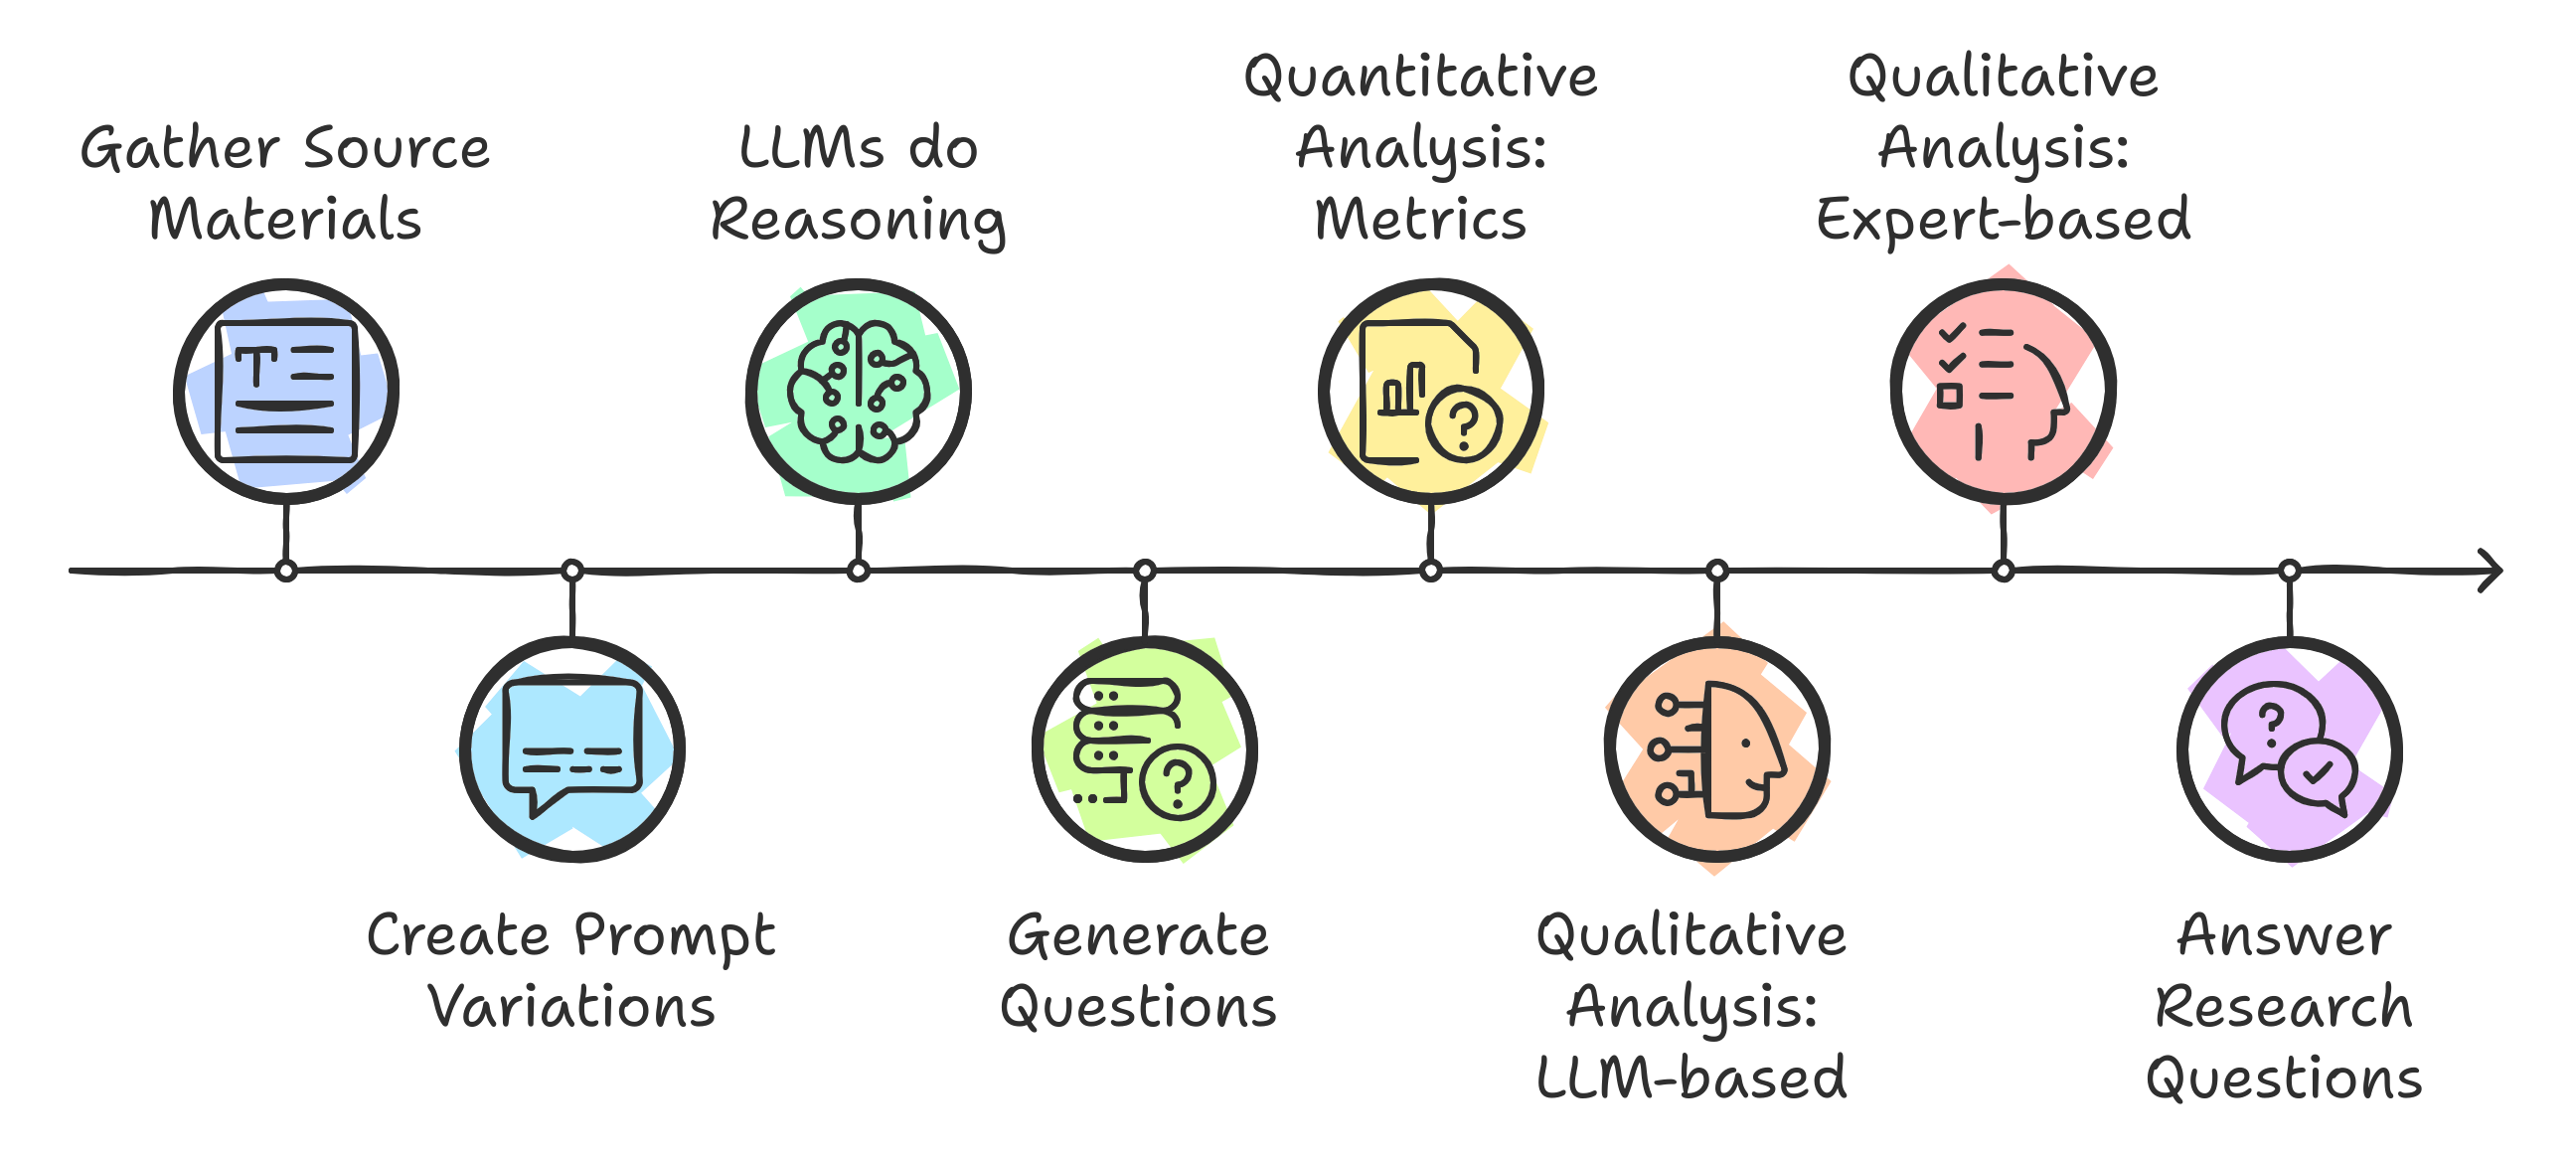 Gather Source
Materials
Create Prompt
Variations
LLMs do
Reasoning
Generate
Questions
Quantitative
Analysis:
Metrics
Qualitative
Analysis:
LLM-based
Qualitative
Analysis:
Expert-based
Answer
Research
Questions